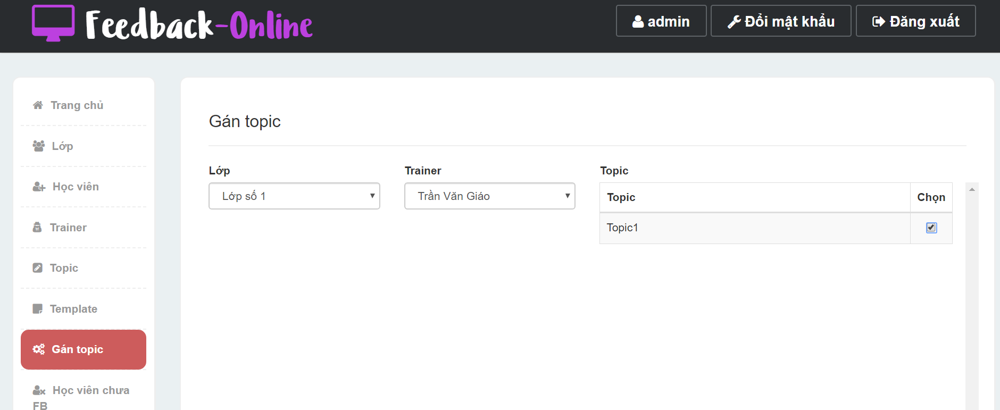 Feedback-Online
admin
Đổi mật khẩu
Đăng xuất
Trang chủ
Lớp
Học viên
Trainer
Topic
Template
Gán topic
Học viên chưa
FB
Gán topic
Lớp
Lớp số 1
Trainer
Trần Văn Giáo
Topic
Topic Chọn
Topic1